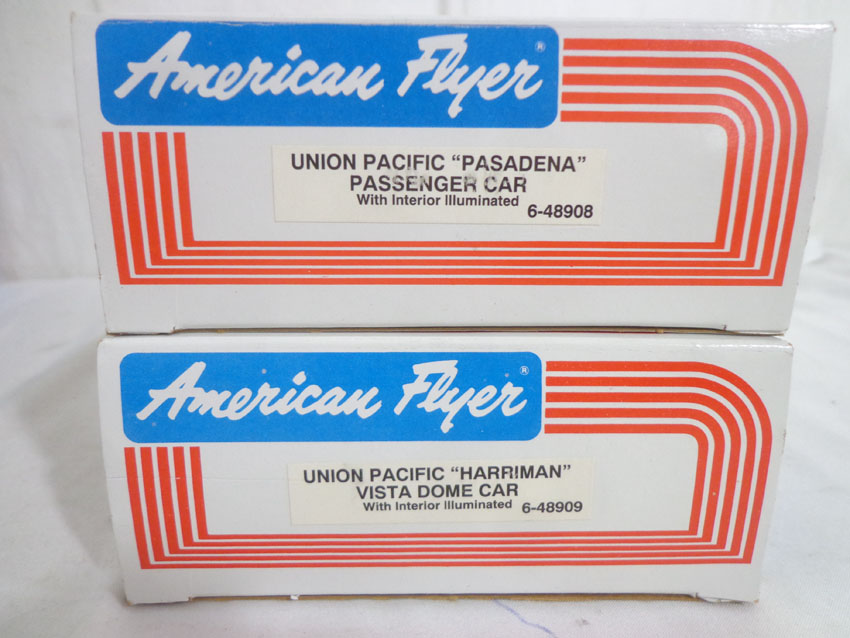 American Flyer®
UNION PACIFIC "PASADENA"
PASSENGER CAR
With Interior Illuminated
6-48908
American Flyer®
UNION PACIFIC "HARRIMAN"
VISTA DOME CAR
With Interior Illuminated 6-48909